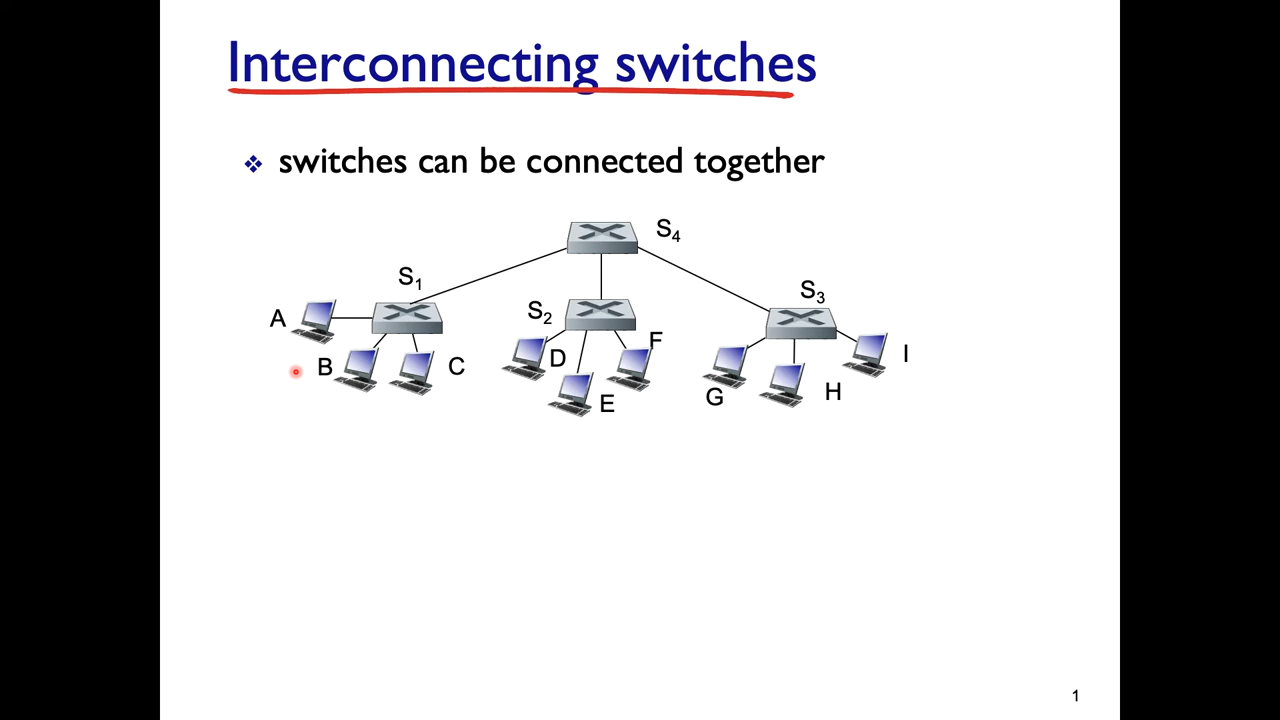 Interconnecting switches
switches can be connected together
S4
S1
S3
A
S2
F
I
B
C
D
G
H
E
1